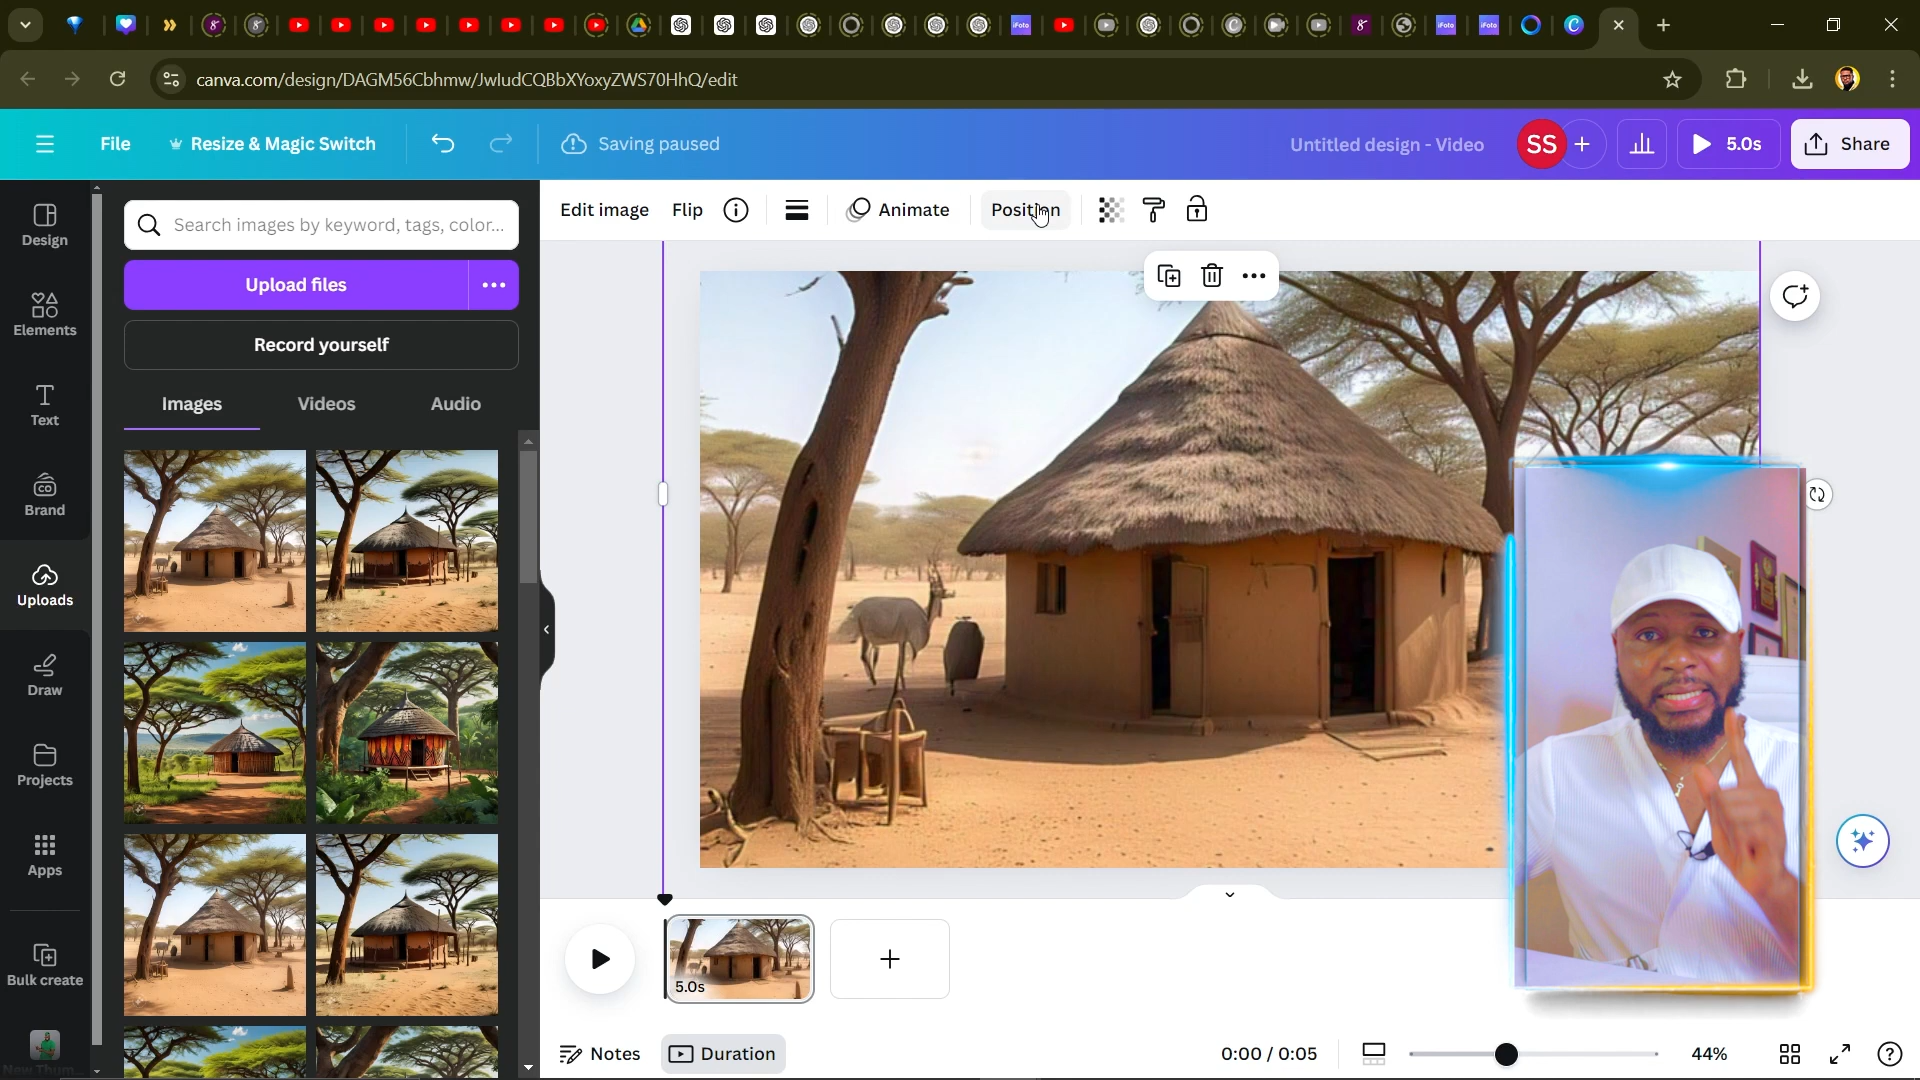 canva.com/design/DAGM56Cbhmw/JwludCQBbXYoxyZWS70HhQ/edit
File
Resize & Magic Switch
Saving paused
Untitled design - Video
SS
5.0s
Share
Design
Elements
Text
Brand
Uploads
Draw
Projects
Apps
Bulk create
New Thum...
Search images by keyword, tags, color...
Upload files
Record yourself
Images
Videos
Audio
Edit image
Flip
Animate
Position
5.0s
Notes
Duration
0:00 / 0:05
44%